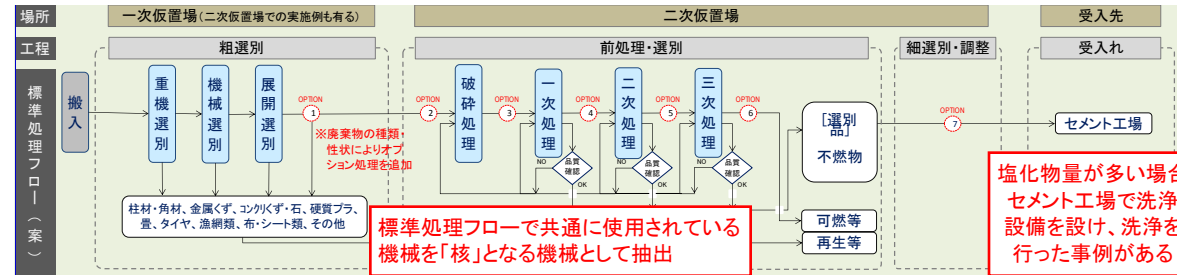 場所
一次仮置場(二次仮置場での実施例も有る)
二次仮置場
受入先
工程
粗選別
前処理・選別
細選別・調整
受入れ
標準処理フロー(案)
搬入
重機選別
機械選別
展開選別
OPTION
1
※廃棄物の種類・
性状によりオプ
ション処理を追加
OPTION
2
破砕処理
OPTION
3
一次処理
OPTION
4
二次処理
OPTION
5
三次処理
OPTION
6
NO
品質
確認
OK
NO
品質
確認
OK
NO
品質
確認
OK
[選別
品]
不燃物
OPTION
7
セメント工場
柱材・角材、金属くず、コンクリくず・石、硬質プラ、
畳、タイヤ、漁網類、布・シート類、その他
可燃等
再生等
標準処理フローで共通に使用されている
機械を「核」となる機械として抽出
塩化物量が多い場合
セメント工場で洗浄
設備を設け、洗浄を
行った事例がある